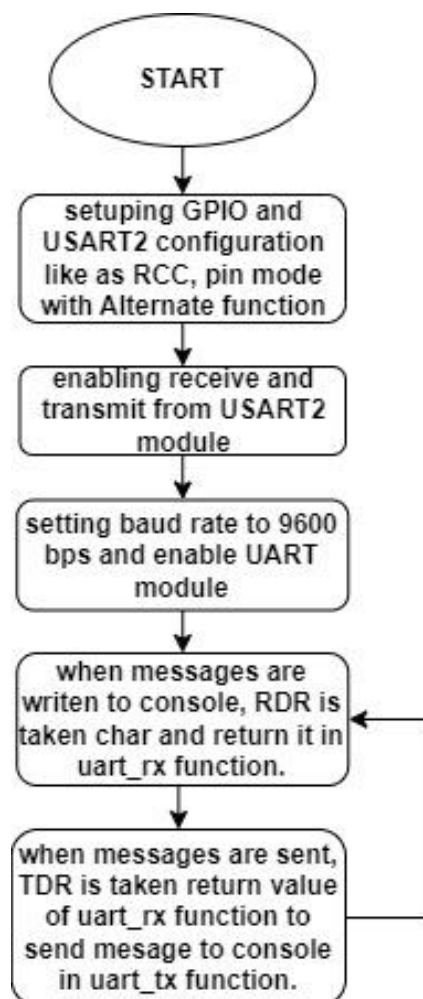 START
setuping GPIO and
USART2 configuration
like as RCC, pin mode
with Alternate function
enabling receive and
transmit from USART2
module
setting baud rate to 9600
bps and enable UART
module
when messages are
writen to console, RDR is
taken char and return it in
uart_rx function.
when messages are sent,
TDR is taken return value
of uart_rx function to
send mesage to console
in uart_tx function.